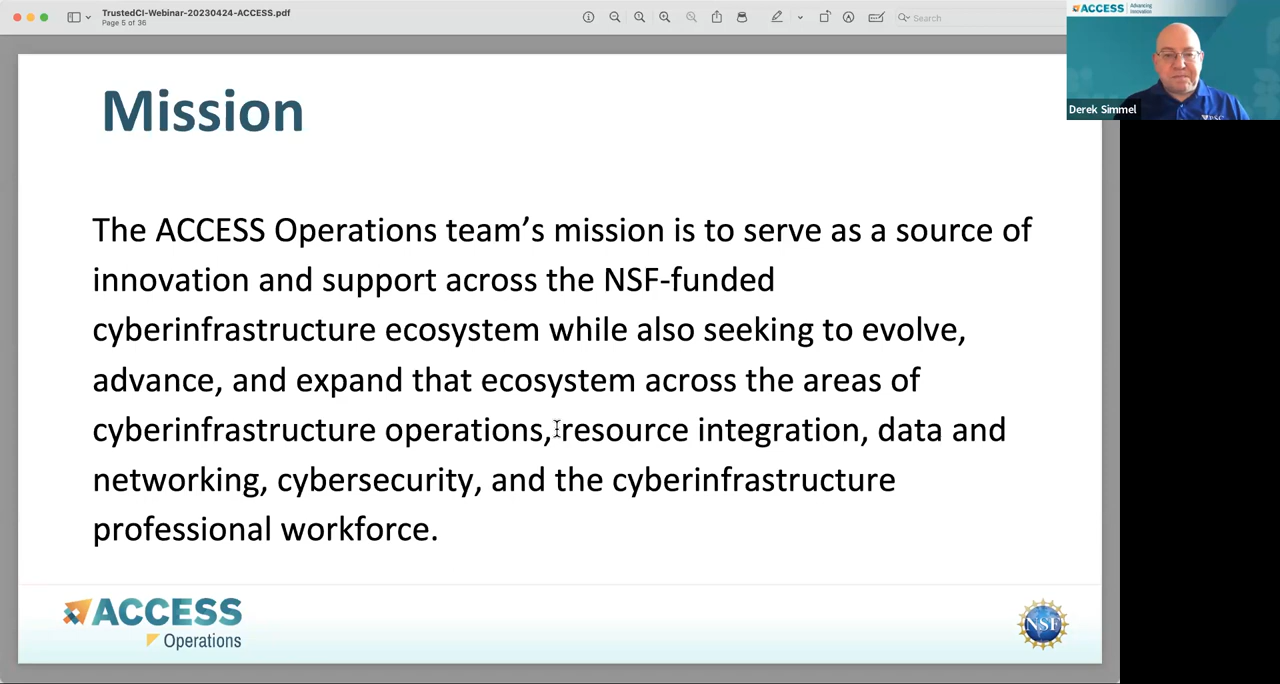 TrustedCI-Webinar-20230424-ACCESS.pdf
Page 5 of 36
Search
ACCESS
Advancing
Innovation
Derek Simmel
PSC
Mission
The ACCESS Operations team’s mission is to serve as a source of
innovation and support across the NSF-funded
cyberinfrastructure ecosystem while also seeking to evolve,
advance, and expand that ecosystem across the areas of
cyberinfrastructure operations, resource integration, data and
networking, cybersecurity, and the cyberinfrastructure
professional workforce.
ACCESS
Operations
NSF